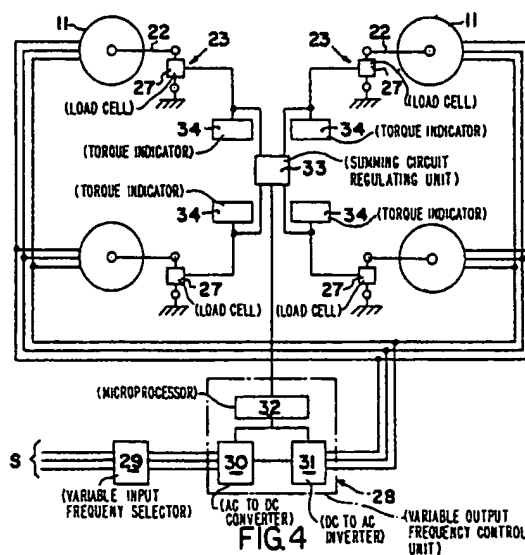 11
22
23
27
(LOAD CELL)
34
(TORQUE INDICATOR)
23
22
11
27
(LOAD CELL)
34
(TORQUE INDICATOR)
33
(SUMMING CIRCUIT
REGULATING UNIT)
(TORQUE INDICATOR)
34
27
(LOAD CELL)
34
(TORQUE INDICATOR)
27
(LOAD CELL)
(MICROPROCESSOR)
32
S
29
(VARIABLE INPUT
FREQUENY SELECTOR)
30
(AC TO DC
CONVERTER)
31
(DC TO AC
INVERTER)
28
(VARIABLE OUTPUT
FREQUENCY CONTROL
UNIT)
FIG. 4